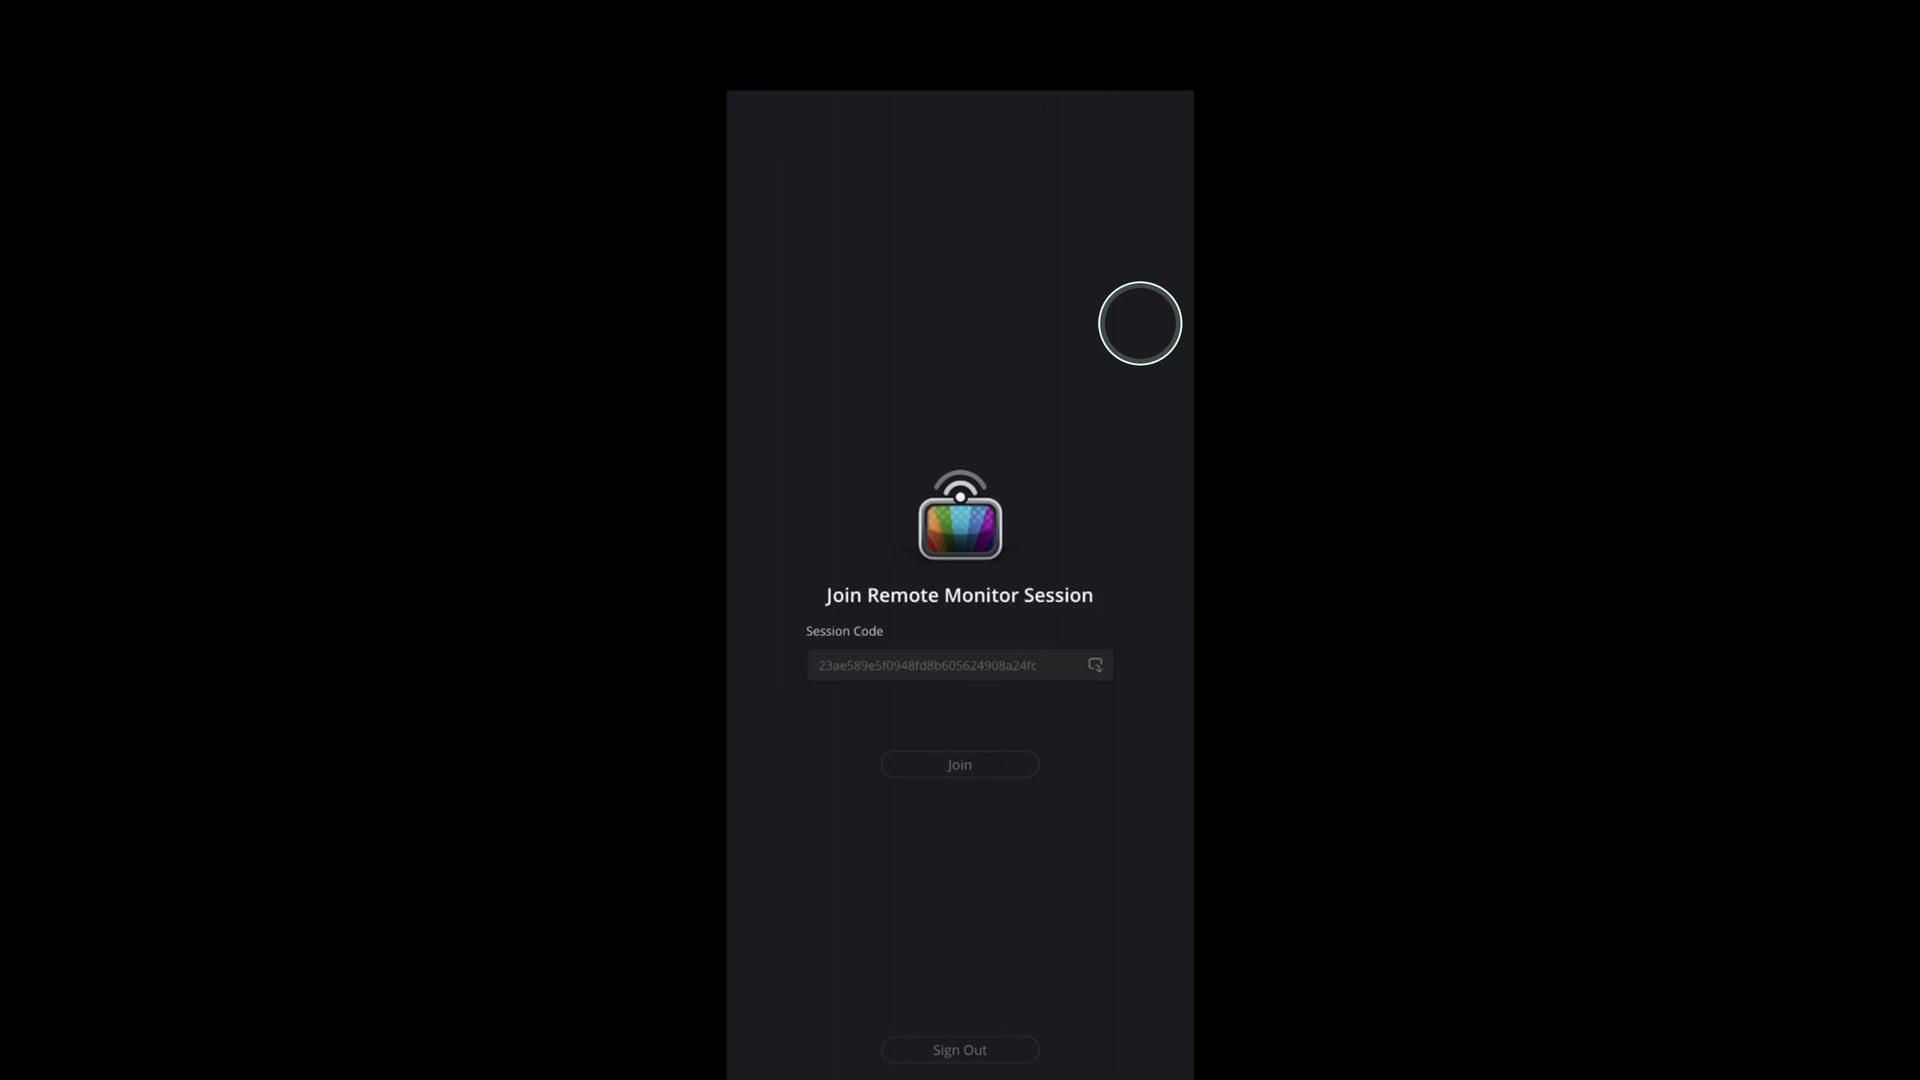 Join Remote Monitor Session
Session Code
23ae589e5f0948fd8b605624908a24fc
Join
Sign Out